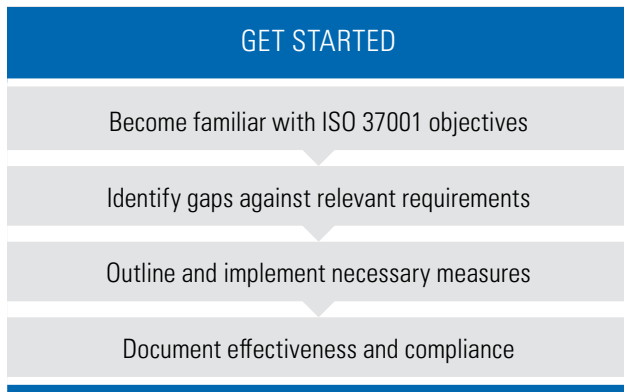 GET STARTED
Become familiar with ISO 37001 objectives
Identify gaps against relevant requirements
Outline and implement necessary measures
Document effectiveness and compliance